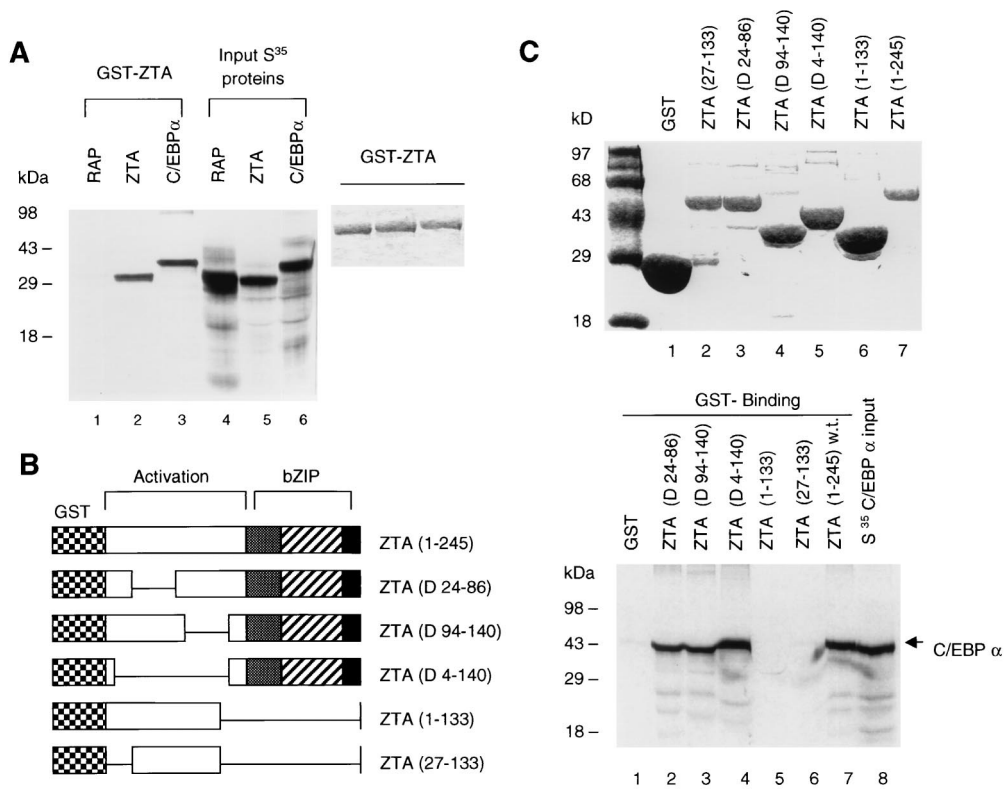 A
GST-ZTA
Input S35
proteins
RAP
ZTA
C/EBPα
RAP
ZTA
C/EBPα
GST-ZTA
kDa
98 –
43 –
29 –
18 –
1 2 3 4 5 6
B
Activation
bZIP
GST
ZTA (1-245)
ZTA (D 24-86)
ZTA (D 94-140)
ZTA (D 4-140)
ZTA (1-133)
ZTA (27-133)
C
kD
GST
ZTA (27-133)
ZTA (D 24-86)
ZTA (D 94-140)
ZTA (D 4-140)
ZTA (1-133)
ZTA (1-245)
97
68
43
29
18
1 2 3 4 5 6 7
GST- Binding
GST
ZTA (D 24-86)
ZTA (D 94-140)
ZTA (D 4-140)
ZTA (1-133)
ZTA (27-133)
ZTA (1-245) w.t.
S 35 C/EBP α input
kDa
98 –
43 –
29 –
18 –
C/EBP α
1 2 3 4 5 6 7 8